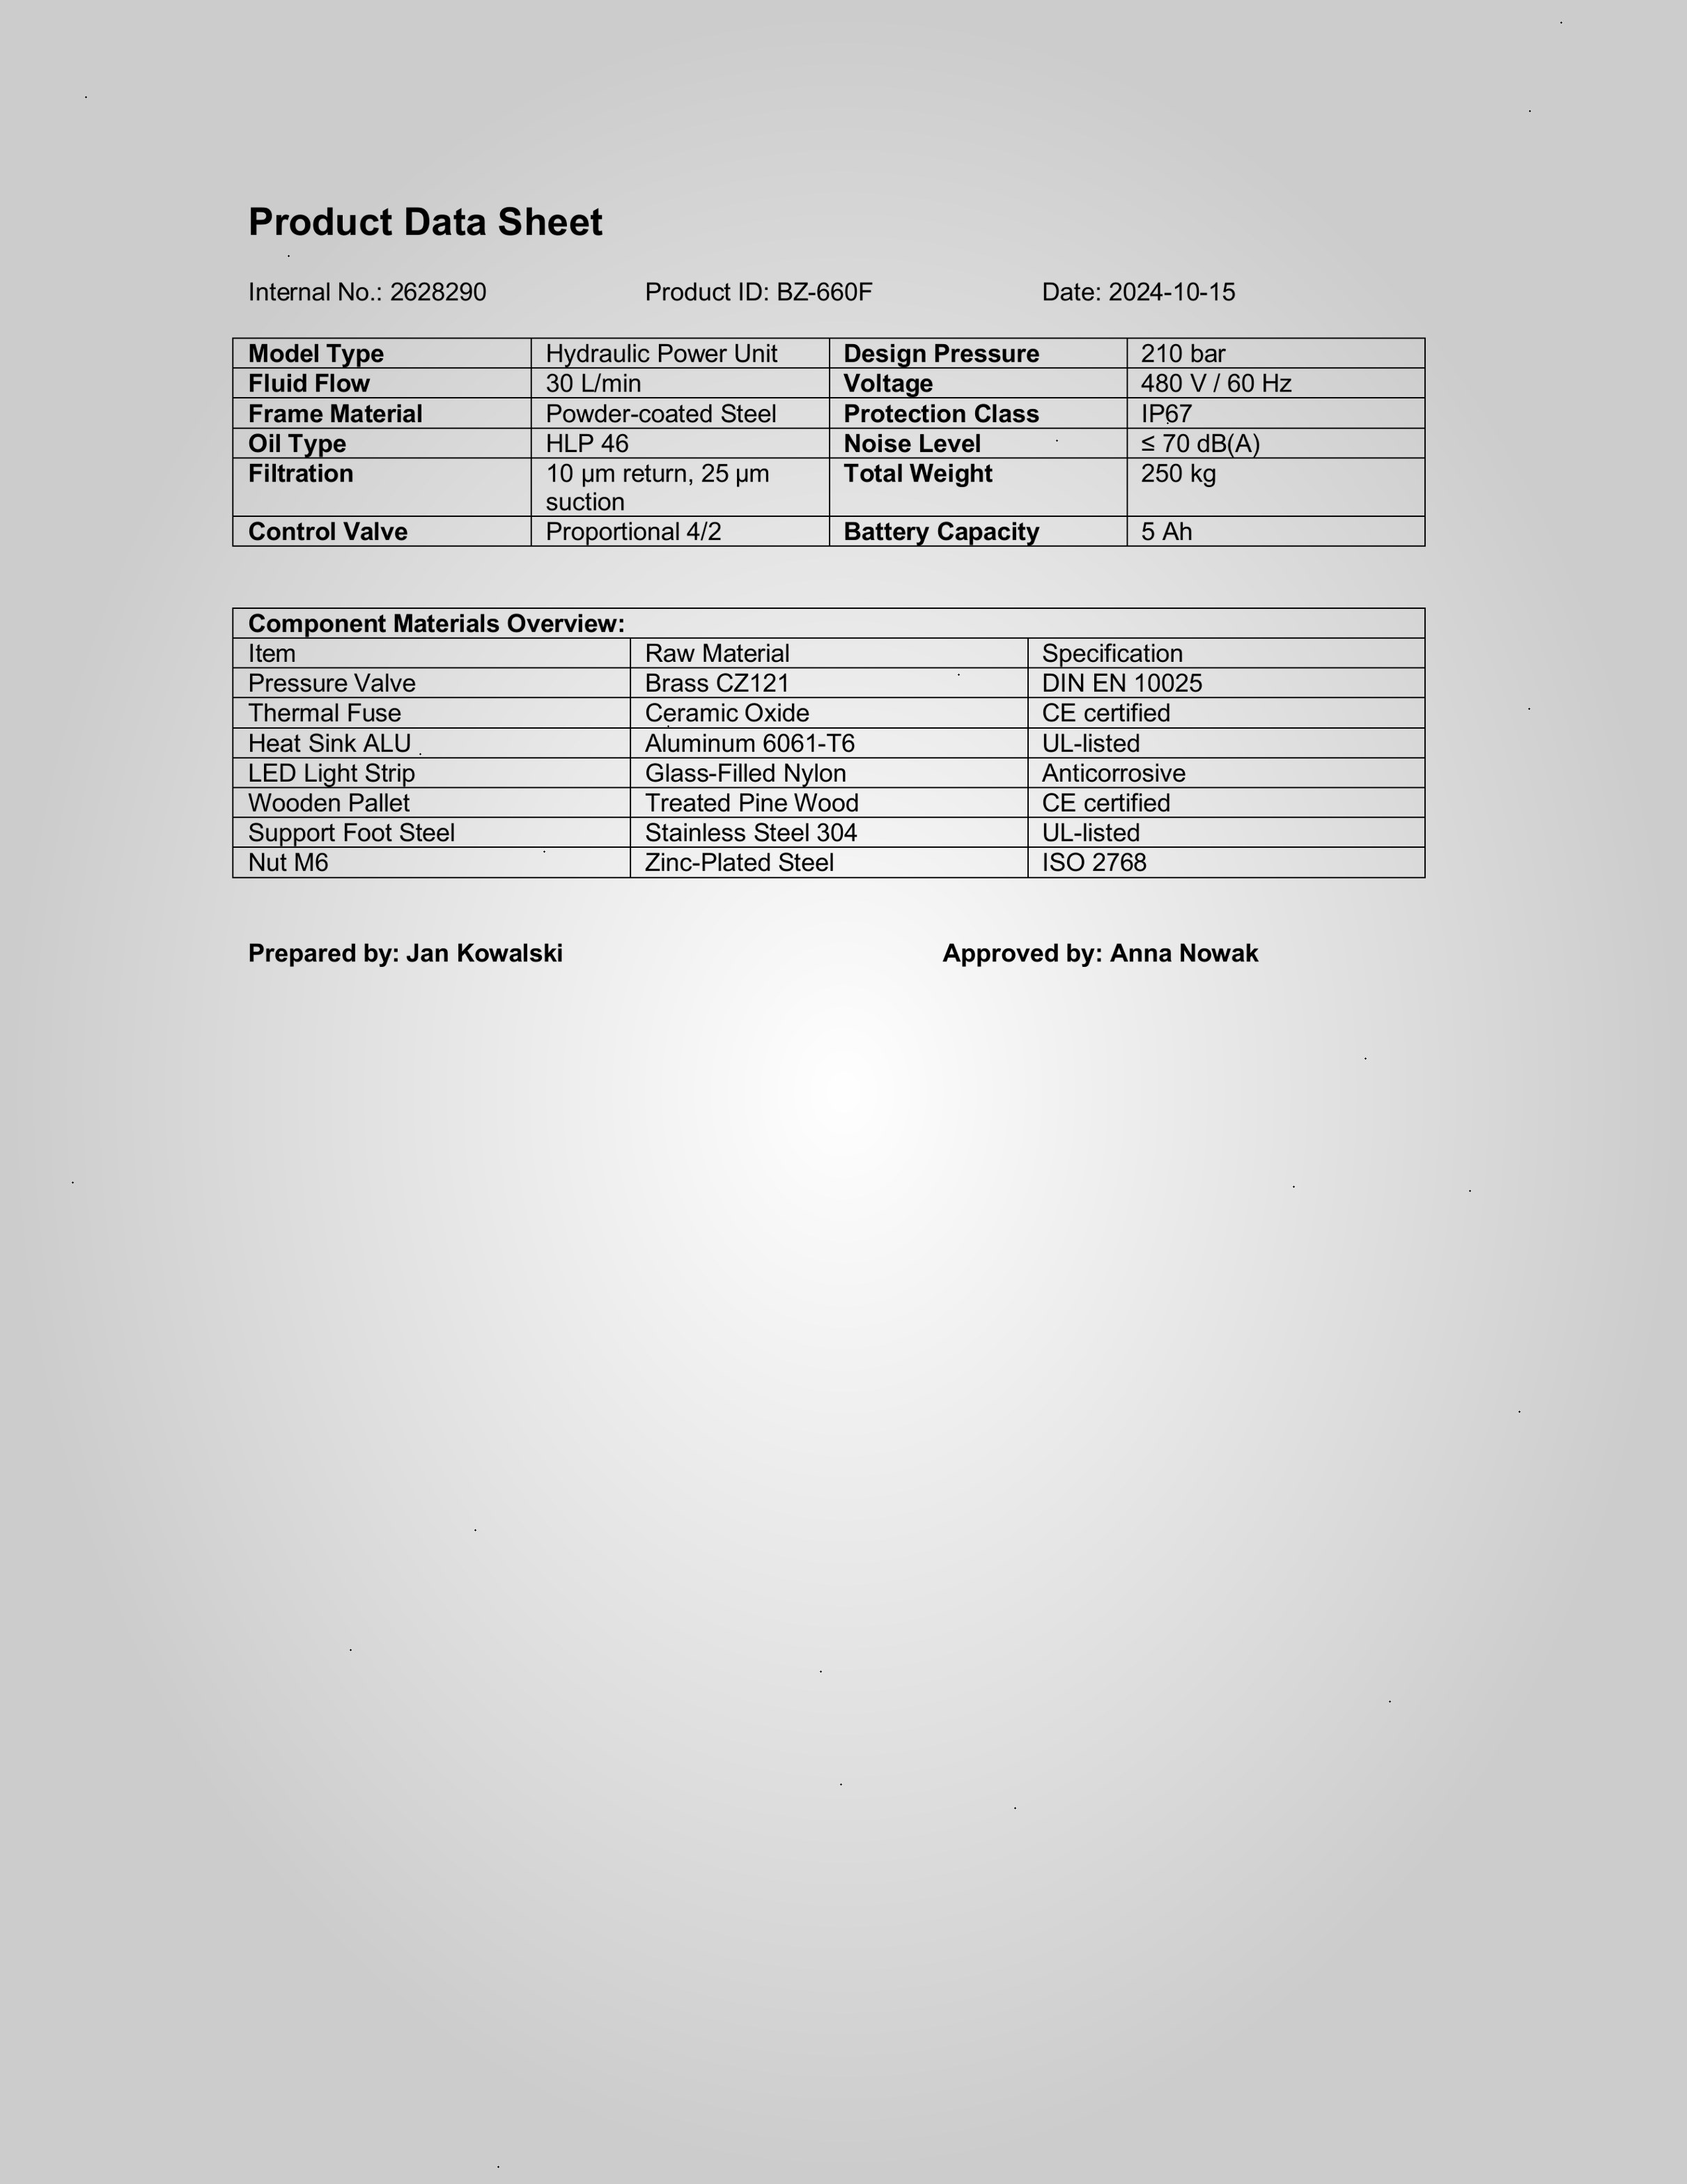 Product Data Sheet
Internal No.: 2628290 Product ID: BZ-660F Date: 2024-10-15
Model Type Hydraulic Power Unit Design Pressure 210 bar
Fluid Flow 30 L/min Voltage 480 V / 60 Hz
Frame Material Powder-coated Steel Protection Class IP67
Oil Type HLP 46 Noise Level ≤ 70 dB(A)
Filtration 10 µm return, 25 µm Total Weight 250 kg
suction
Control Valve Proportional 4/2 Battery Capacity 5 Ah
Component Materials Overview:
Item Raw Material Specification
Pressure Valve Brass CZ121 DIN EN 10025
Thermal Fuse Ceramic Oxide CE certified
Heat Sink ALU Aluminum 6061-T6 UL-listed
LED Light Strip Glass-Filled Nylon Anticorrosive
Wooden Pallet Treated Pine Wood CE certified
Support Foot Steel Stainless Steel 304 UL-listed
Nut M6 Zinc-Plated Steel ISO 2768
Prepared by: Jan Kowalski Approved by: Anna Nowak